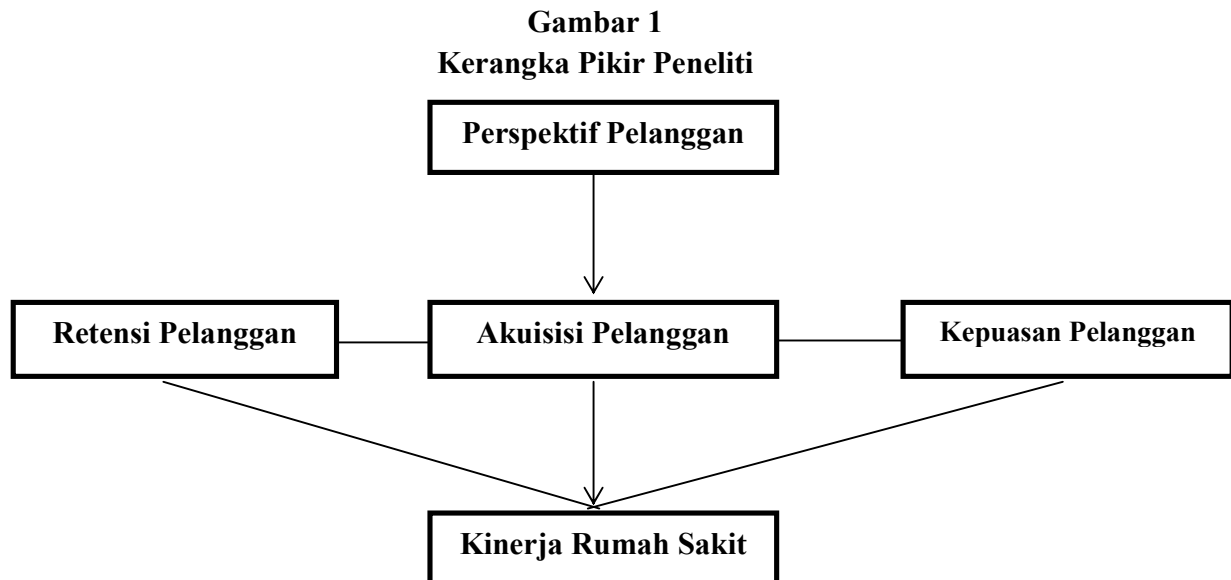 Gambar 1
Kerangka Pikir Peneliti
Perspektif Pelanggan
Retensi Pelanggan
Akuisisi Pelanggan
Kepuasan Pelanggan
Kinerja Rumah Sakit